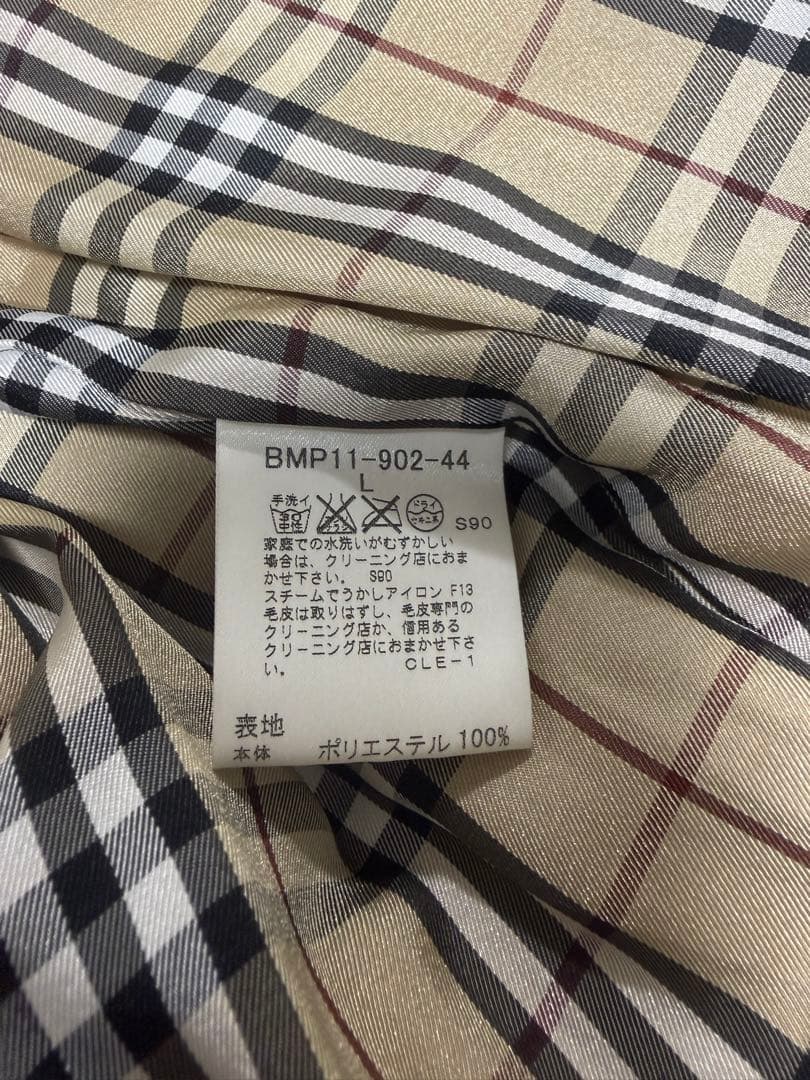 BMP11-902-44
L
手洗イ
中性
ドライ
セキユ系
S90
家庭での水洗いがむずかしい
場合は、クリーニング店におま
かせ下さい。 S90
スチームでうかしアイロン F13
毛皮は取りはずし、毛皮専門の
クリーニング店か、信用ある
クリーニング店におまかせ下さ
い。 CLE-1
表地
本体 ポリエステル 100%